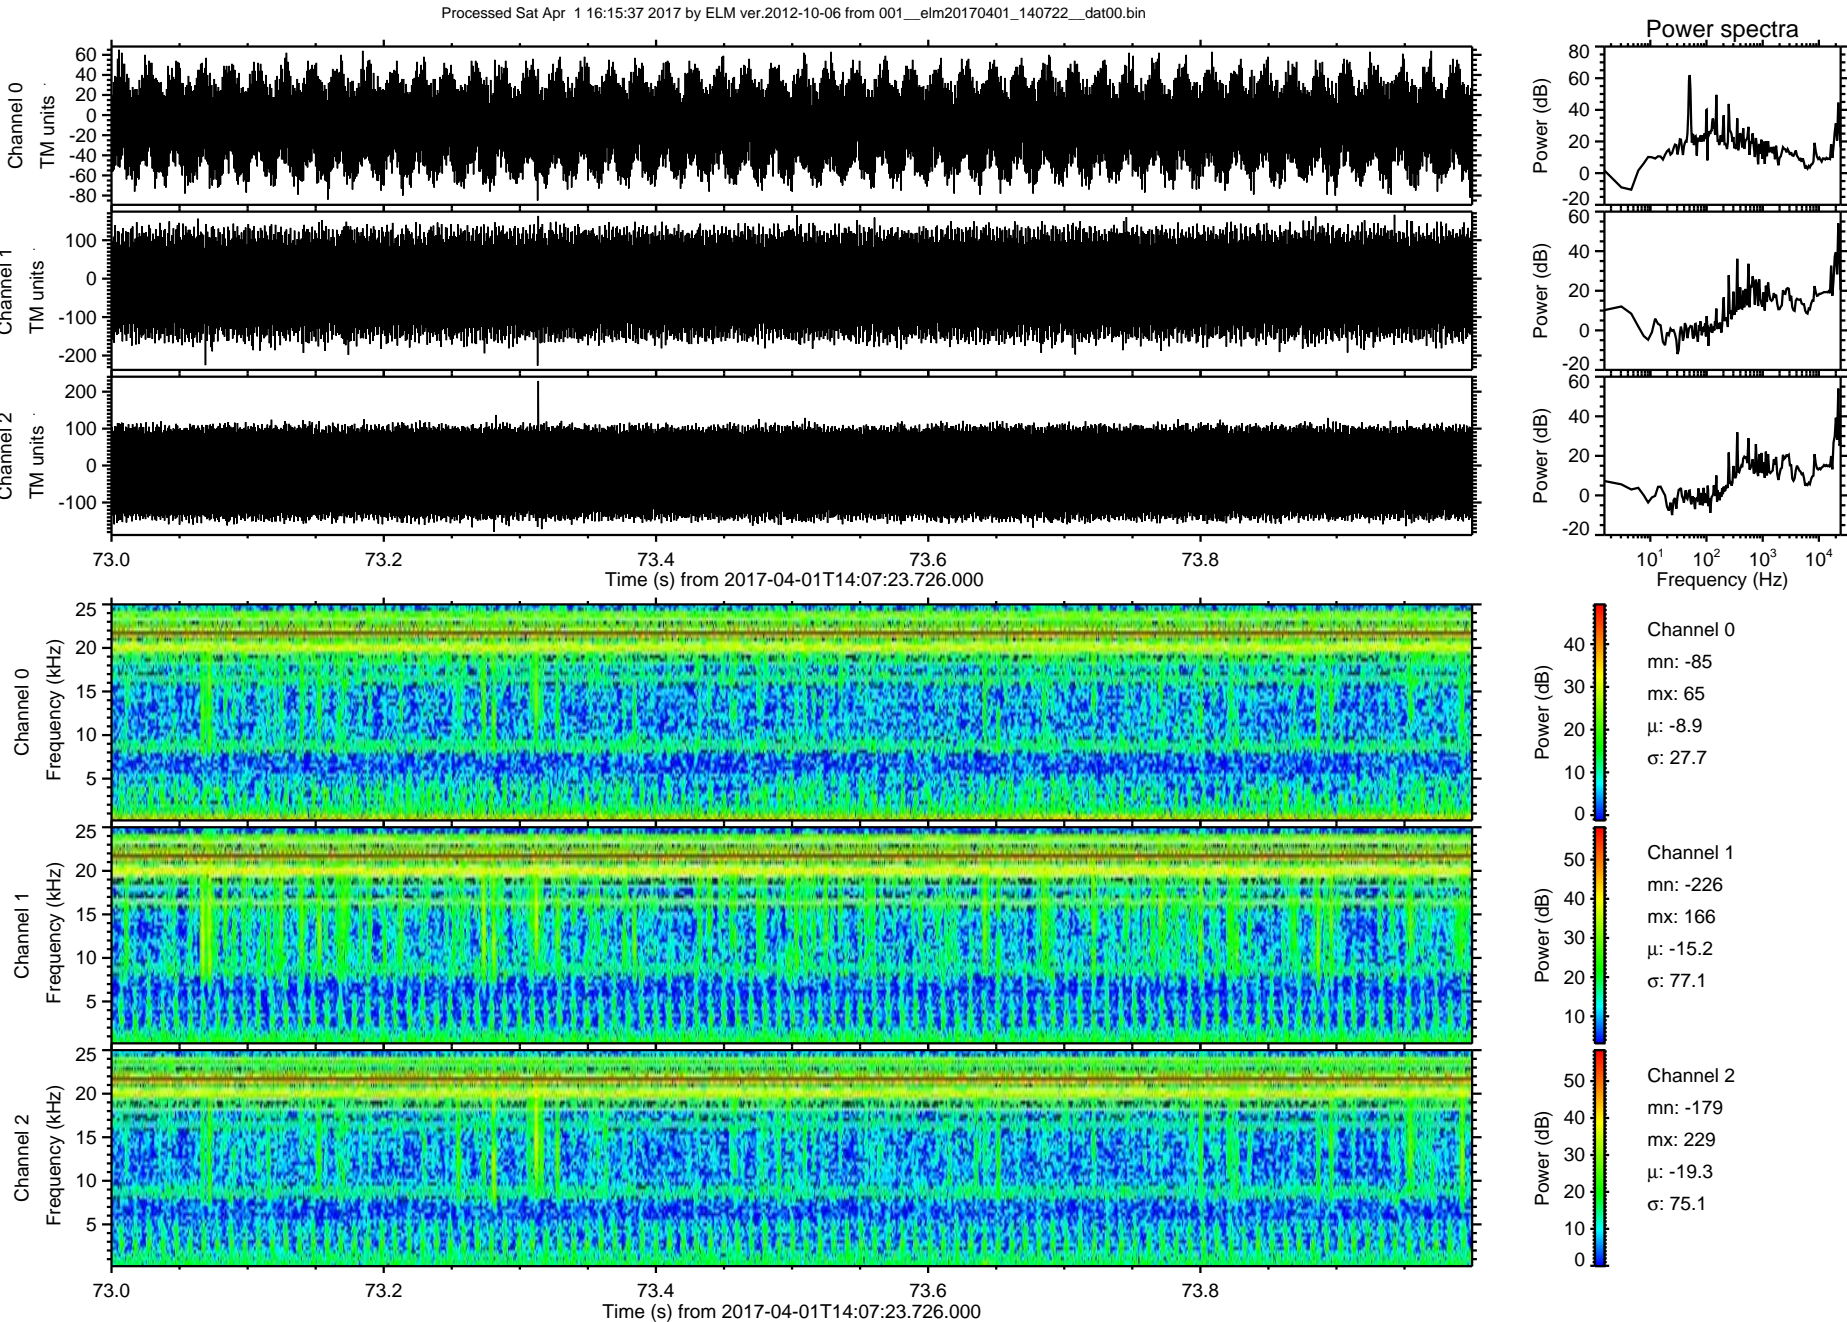 Processed Sat Apr 1 16:15:37 2017 by ELM ver.2012-10-06 from 001__elm20170401_140722__dat00.bin
Power spectra
Channel 0
TM units
60
40
20
0
-20
-40
-60
-80
Power (dB)
80
60
40
20
0
-20
Channel 1
TM units
100
0
-100
-200
Power (dB)
60
40
20
0
-20
Channel 2
TM units
200
100
0
-100
Power (dB)
60
40
20
0
-20
73.0 73.2 73.4 73.6 73.8
Time (s) from 2017-04-01T14:07:23.726.000
10^1 10^2 10^3 10^4
Frequency (Hz)
Channel 0
Frequency (kHz)
25
20
15
10
5
Power (dB)
40
30
20
10
0
Channel 0
mn: -85
mx: 65
μ: -8.9
σ: 27.7
Channel 1
Frequency (kHz)
25
20
15
10
5
Power (dB)
50
40
30
20
10
Channel 1
mn: -226
mx: 166
μ: -15.2
σ: 77.1
Channel 2
Frequency (kHz)
25
20
15
10
5
Power (dB)
50
40
30
20
10
0
Channel 2
mn: -179
mx: 229
μ: -19.3
σ: 75.1
73.0 73.2 73.4 73.6 73.8
Time (s) from 2017-04-01T14:07:23.726.000